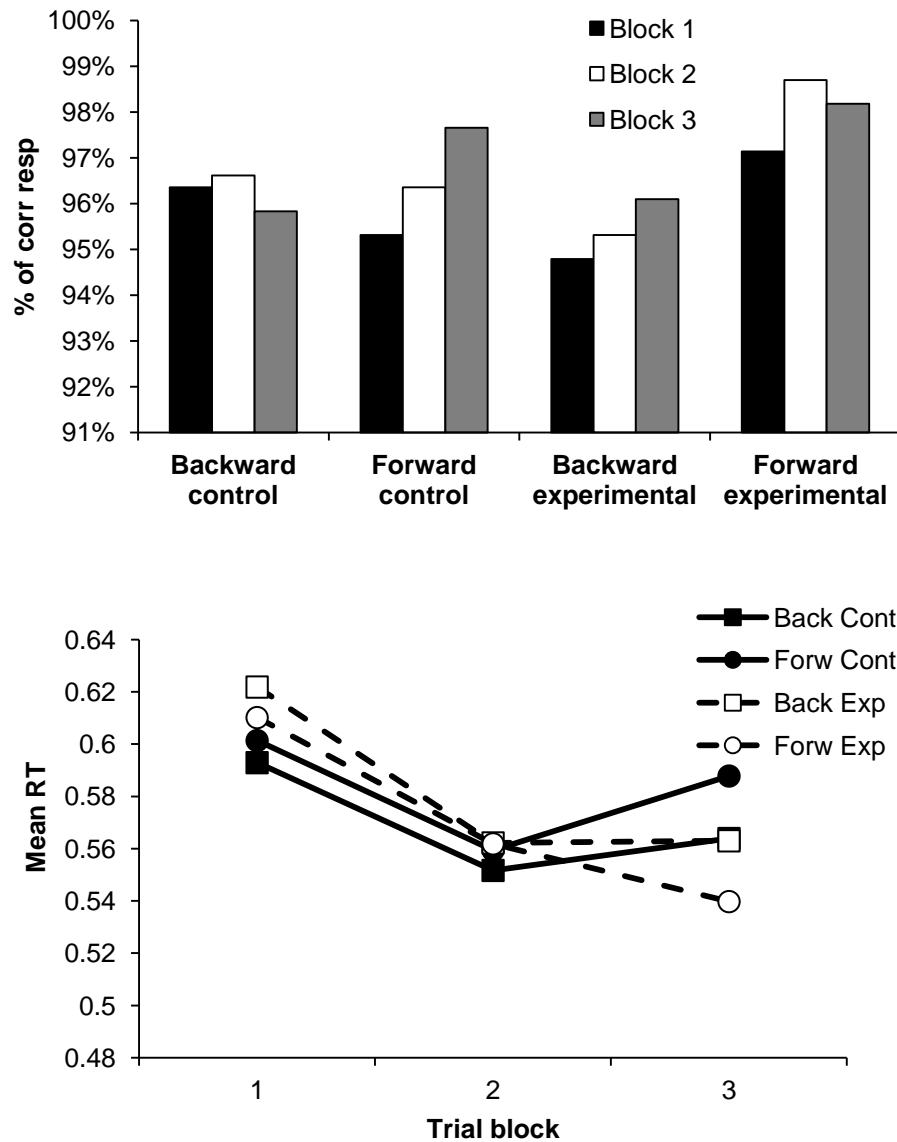 100%
99%
98%
97%
96%
95%
94%
93%
92%
91%
% of corr resp
Block 1
Block 2
Block 3
Backward
control
Forward
control
Backward
experimental
Forward
experimental
0.64
0.62
0.6
0.58
0.56
0.54
0.52
0.5
0.48
Mean RT
Back Cont
Forw Cont
Back Exp
Forw Exp
1
2
3
Trial block